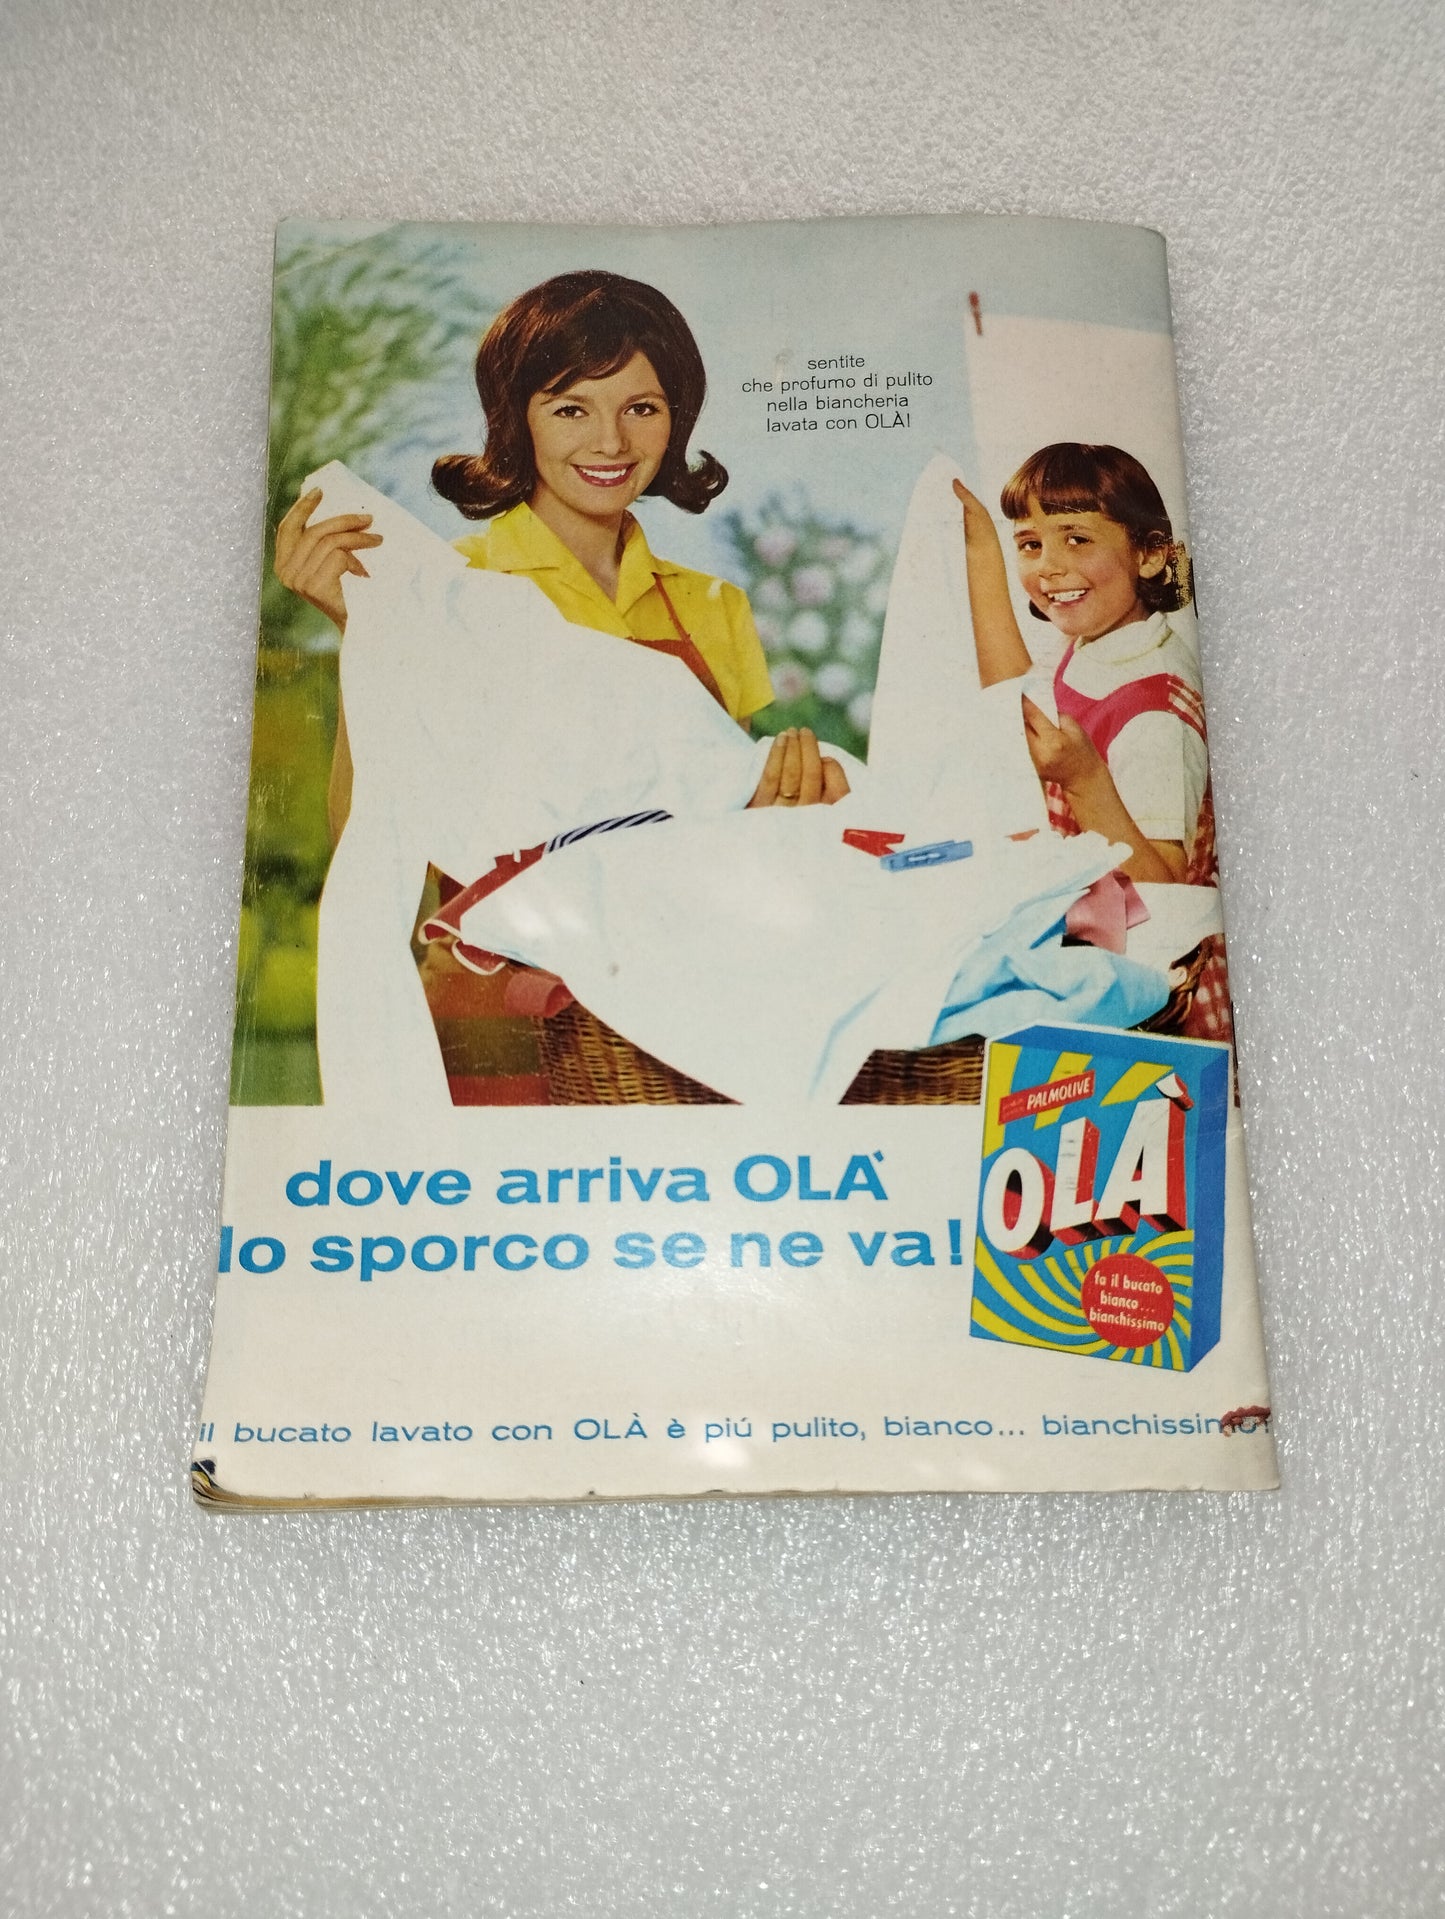 sentite
che profumo di pulito
nella biancheria
lavata con OLÀ!
dove arriva OLÀ
lo sporco se ne va!
PALMOLIVE
OLÀ
fa il bucato
bianco...
bianchissimo
il bucato lavato con OLÀ è piú pulito, bianco... bianchissimo!